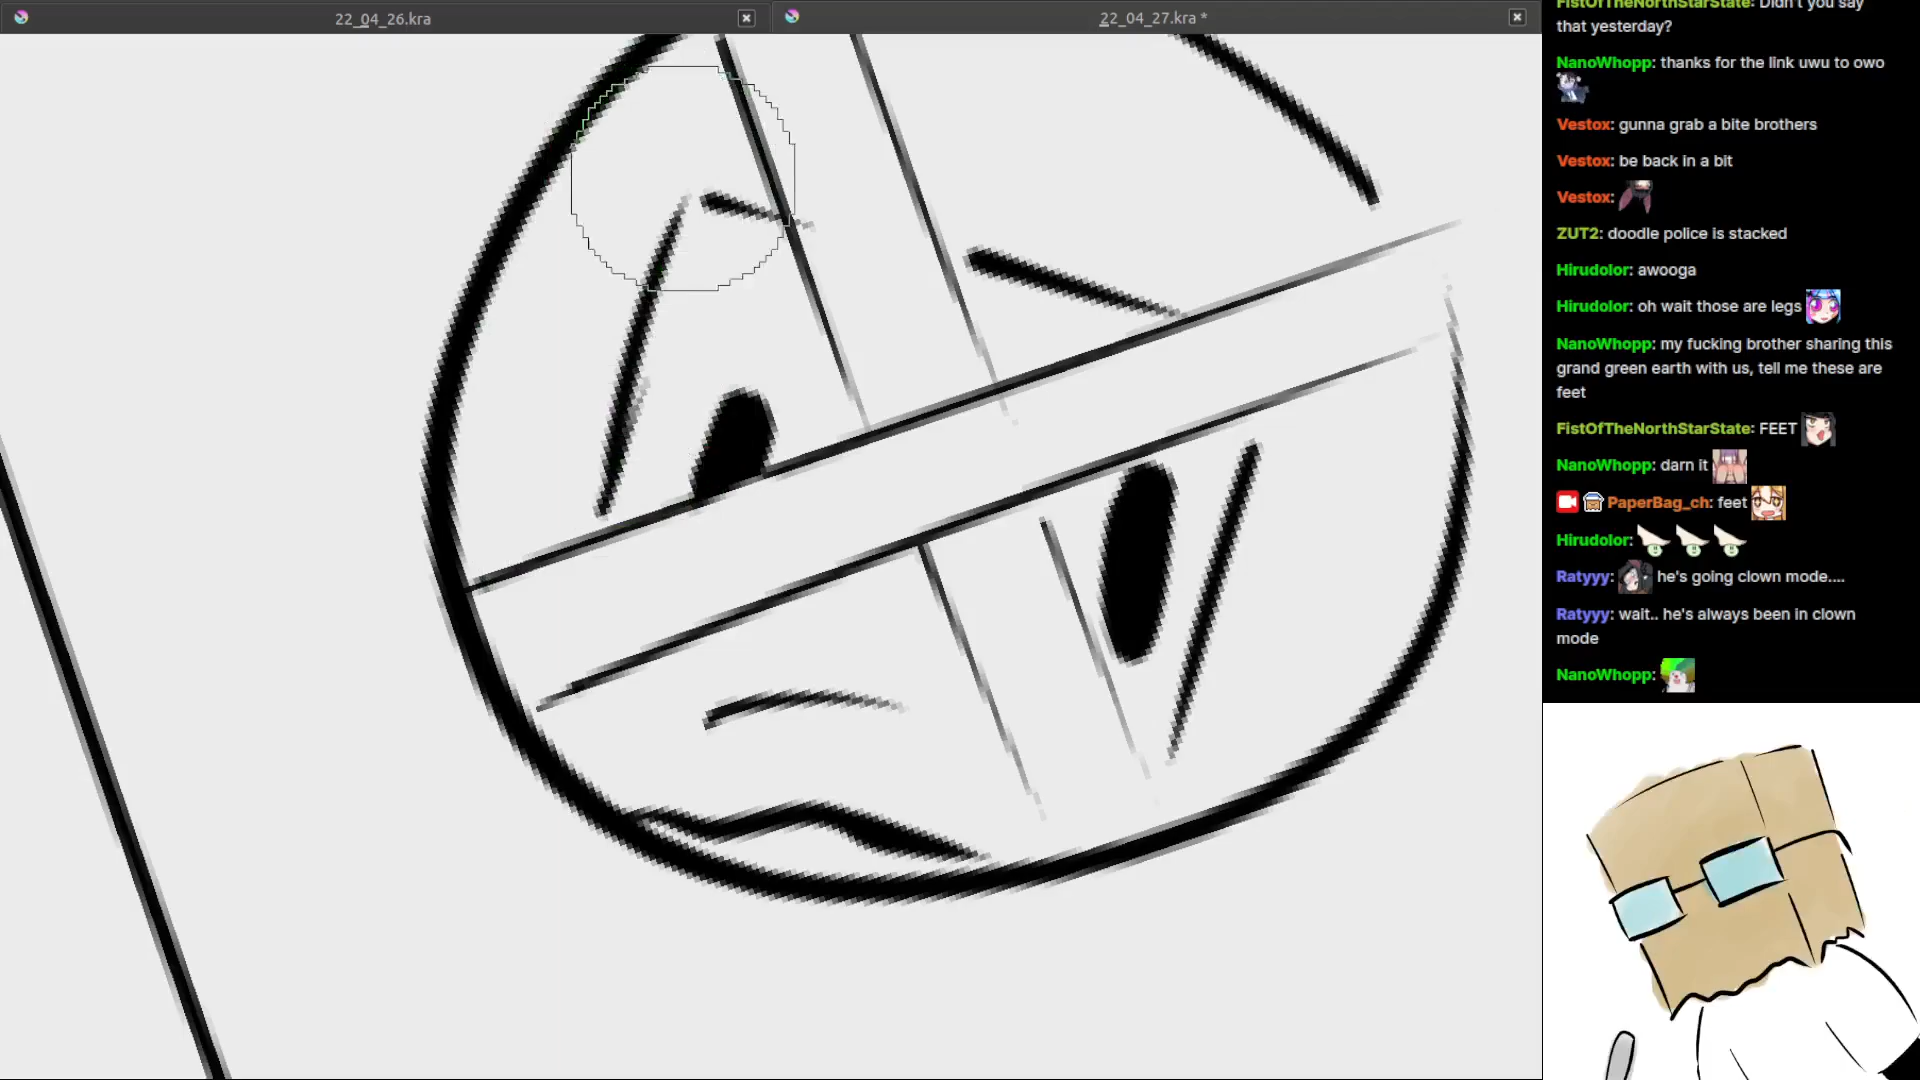 22_04_26.kra
22_04_27.kra *
FistOfTheNorthStarState: Didn't you say
that yesterday?
NanoWhopp: thanks for the link uwu to owo
Vestox: gunna grab a bite brothers
Vestox: be back in a bit
Vestox:
ZUT2: doodle police is stacked
Hirudolor: awooga
Hirudolor: oh wait those are legs
NanoWhopp: my fucking brother sharing this
grand green earth with us, tell me these are
feet
FistOfTheNorthStarState: FEET
NanoWhopp: darn it
PaperBag_ch: feet
Hirudolor:
Ratyyy: he's going clown mode....
Ratyyy: wait.. he's always been in clown
mode
NanoWhopp: